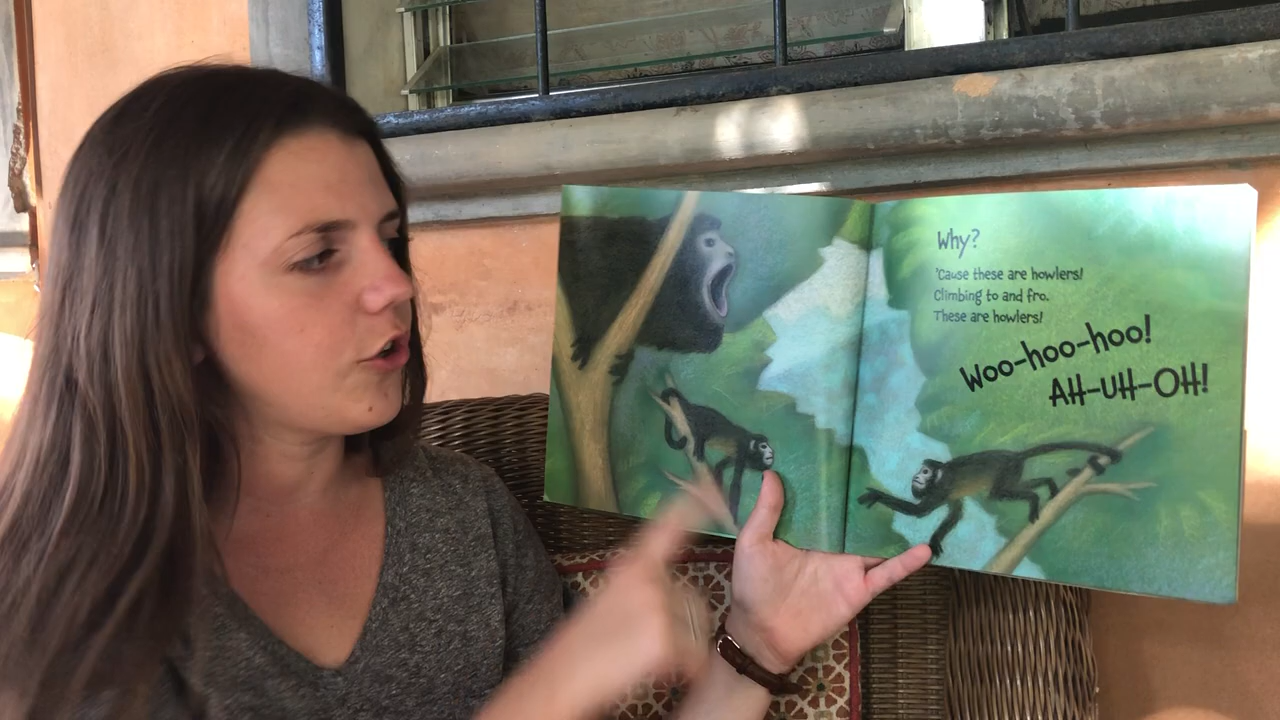 Why?
'Cause these are howlers!
Climbing to and fro.
These are howlers!
Woo-hoo-hoo!
AH-UH-OH!